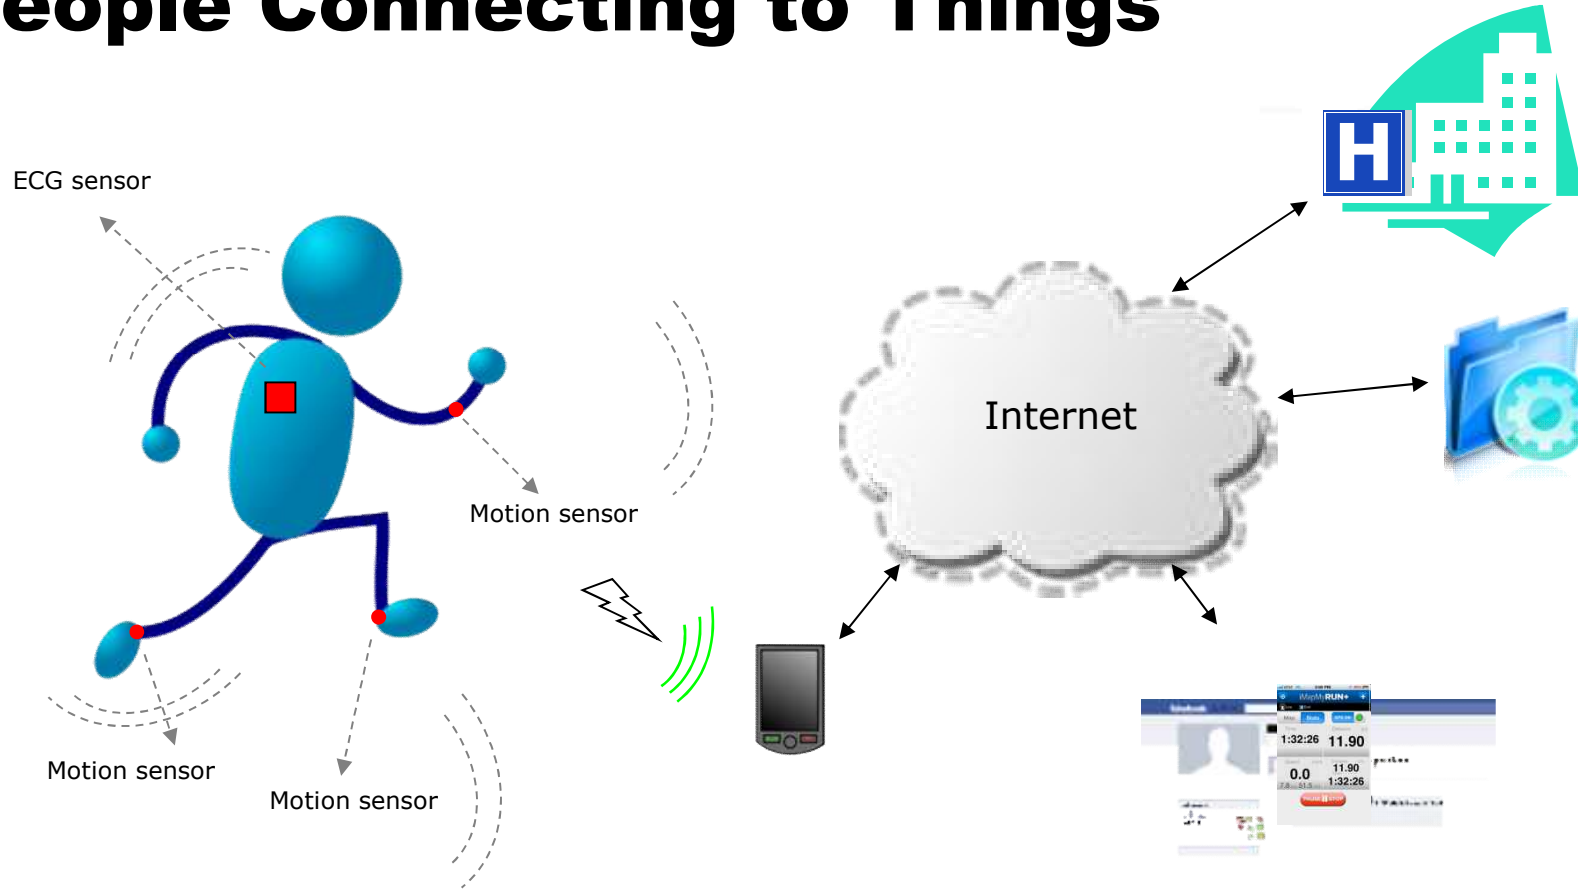 eople Connecting to Things
H
ECG sensor
Internet
Motion sensor
Motion sensor
Motion sensor
iMapMyRUN+
1:32:26 11.90
0.0 11.90
1:32:26